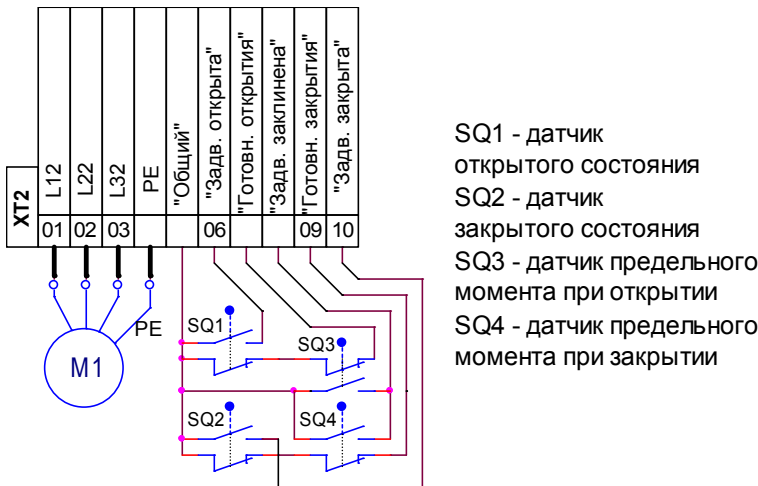 XT2
L12
L22
L32
PE
"Общий"
"Задв. открыта"
"Готовн. открытия"
"Задв. заклинена"
"Готовн. закрытия"
"Задв. закрыта"
01
02
03
06
09
10
PE
M1
SQ1
SQ3
SQ2
SQ4
SQ1 - датчик
открытого состояния
SQ2 - датчик
закрытого состояния
SQ3 - датчик предельного
момента при открытии
SQ4 - датчик предельного
момента при закрытии